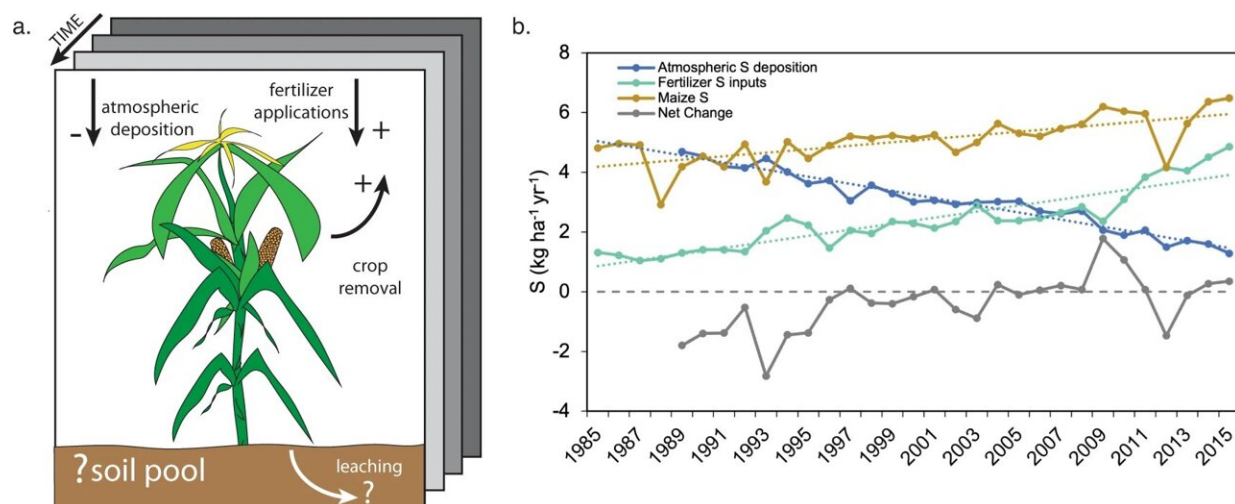 a.
TIME
atmospheric
deposition
-
fertilizer
applications
+
+
crop
removal
? soil pool
leaching
?
b.
S (kg ha⁻¹ yr⁻¹)
8
6
4
2
0
-2
-4
Atmospheric S deposition
Fertilizer S inputs
Maize S
Net Change
1985
1987
1989
1991
1993
1995
1997
1999
2001
2003
2005
2007
2009
2011
2013
2015